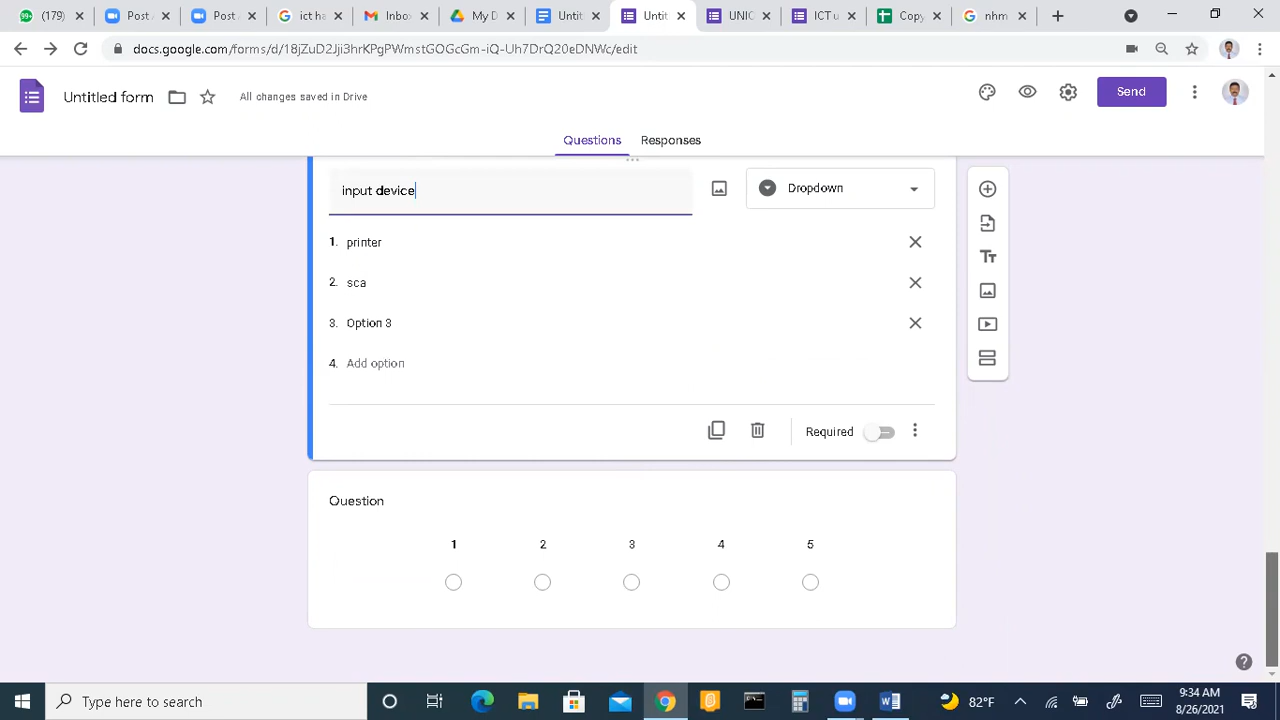 (179)
Post
Post
ict ha
Inbo
My D
Untit
Untit
UNIC
ICT u
Copy
nhm
docs.google.com/forms/d/18jZuD2Jji3hrKPgPWmstGOGcGm-iQ-Uh7DrQ20eDNWc/edit
Untitled form
All changes saved in Drive
Send
Questions Responses
input device
Dropdown
1. printer
2. sca
3. Option 3
4. Add option
Required
Question
1 2 3 4 5
Type here to search
82°F
9:34 AM
8/26/2021